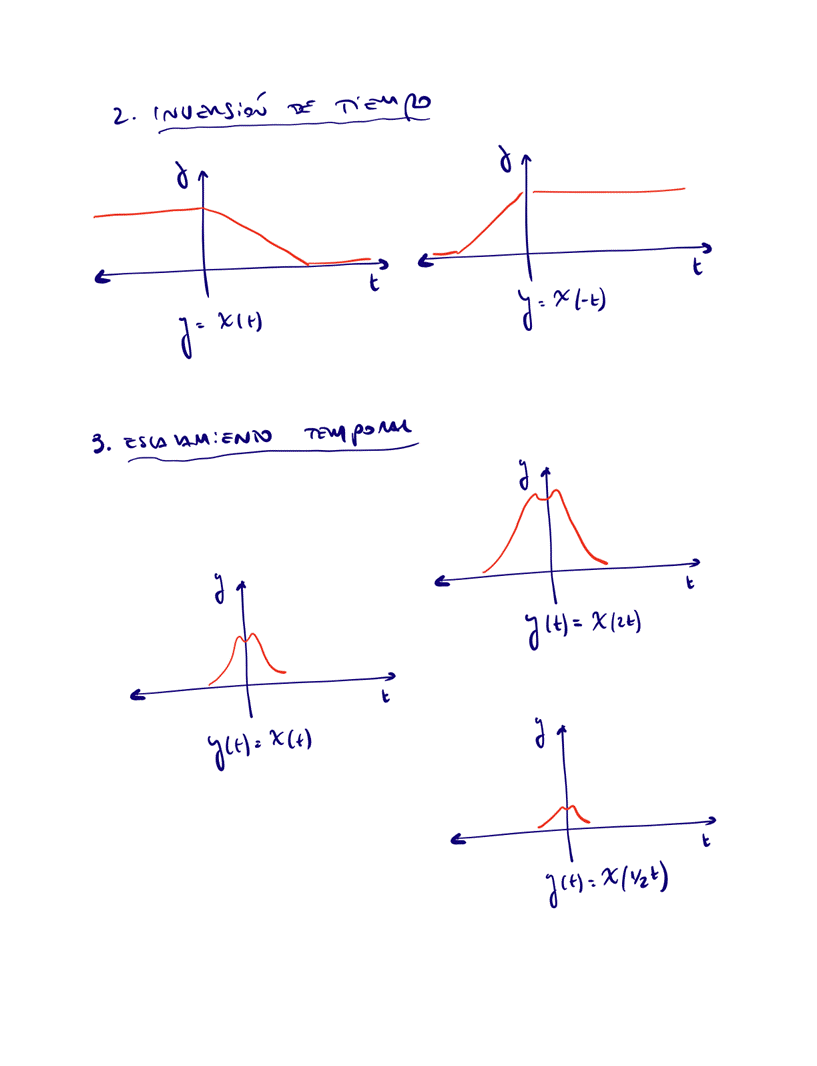 2. INVERSIÓN DE TIEMPO
y
t
y = x(t)
y
t
y = x(-t)
3. ESCALAMIENTO TEMPORAL
y
t
y(t) = x(2t)
y
t
y(t) = x(t)
y
t
y(t) = x(1/2 t)